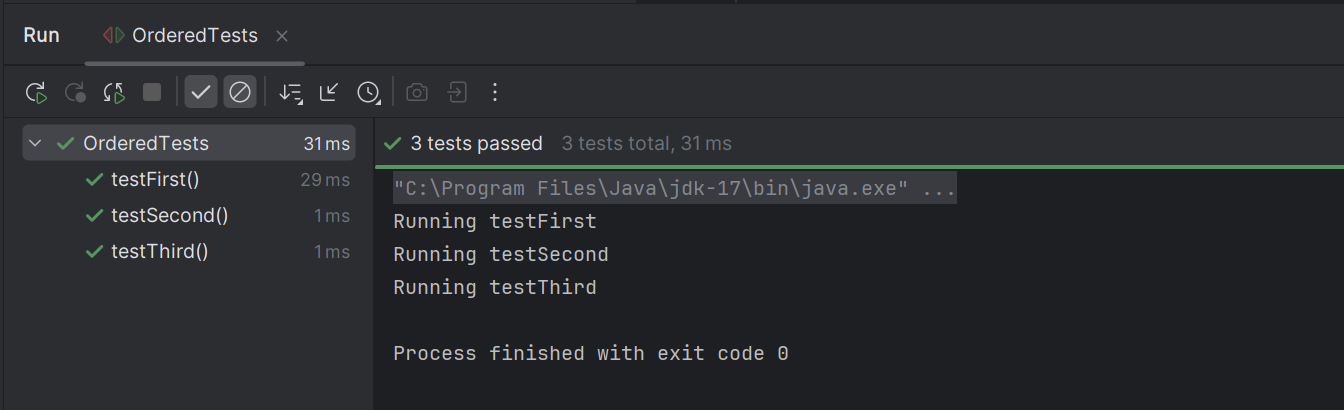 Run OrderedTests
OrderedTests 31 ms
testFirst() 29 ms
testSecond() 1 ms
testThird() 1 ms
3 tests passed 3 tests total, 31 ms
"C:\Program Files\Java\jdk-17\bin\java.exe" ...
Running testFirst
Running testSecond
Running testThird
Process finished with exit code 0